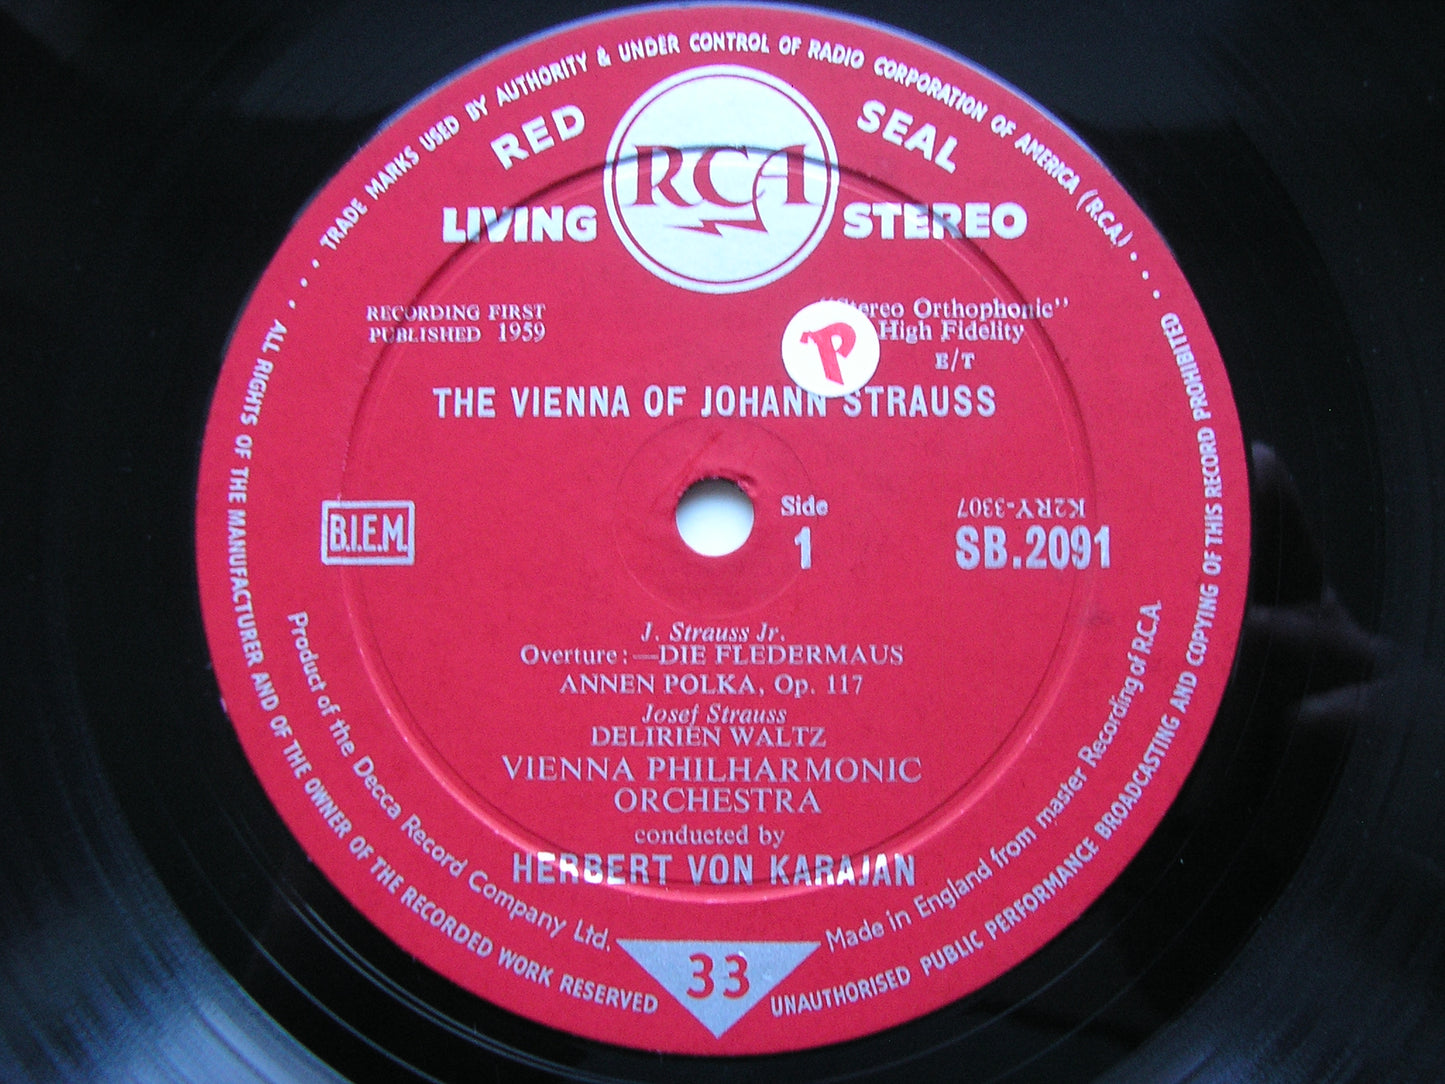 TRADE MARKS USED BY AUTHORITY & UNDER CONTROL OF RADIO CORPORATION OF AMERICA (R.C.A.)
RED SEAL
RCA
LIVING STEREO
RECORDING FIRST
PUBLISHED 1959
"Stereo Orthophonic"
High Fidelity
E/T
P
THE VIENNA OF JOHANN STRAUSS
B.I.E.M.
Side
1
K2RY-3307
SB.2091
J. Strauss Jr.
Overture:—DIE FLEDERMAUS
ANNEN POLKA, Op. 117
Josef Strauss
DELIRIEN WALTZ
VIENNA PHILHARMONIC
ORCHESTRA
conducted by
HERBERT VON KARAJAN
Product of the Decca Record Company Ltd.
Made in England from master Recording of R.C.A.
33
ALL RIGHTS OF THE MANUFACTURER AND OF THE OWNER OF THE RECORDED WORK RESERVED
UNAUTHORISED PUBLIC PERFORMANCE BROADCASTING AND COPYING OF THIS RECORD PROHIBITED